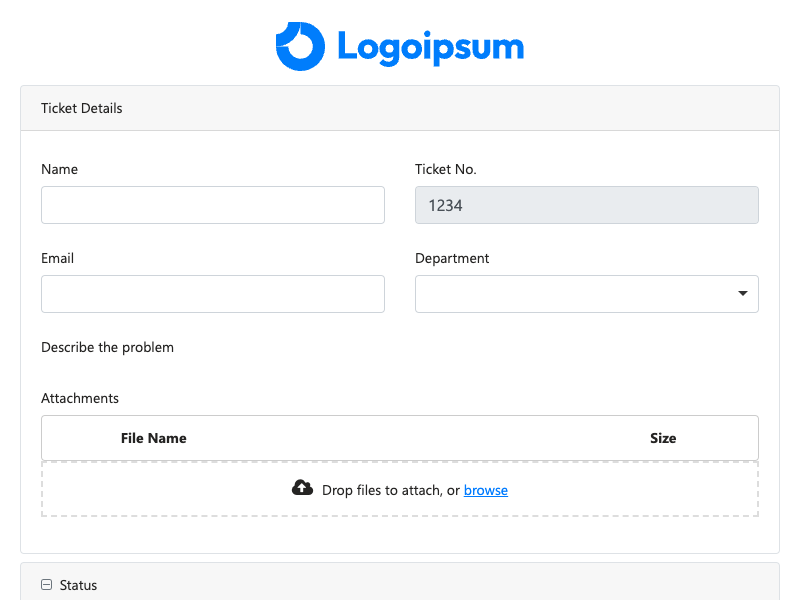 Logoipsum
Ticket Details
Name
Ticket No.
1234
Email
Department
Describe the problem
Attachments
File Name Size
Drop files to attach, or browse
Status